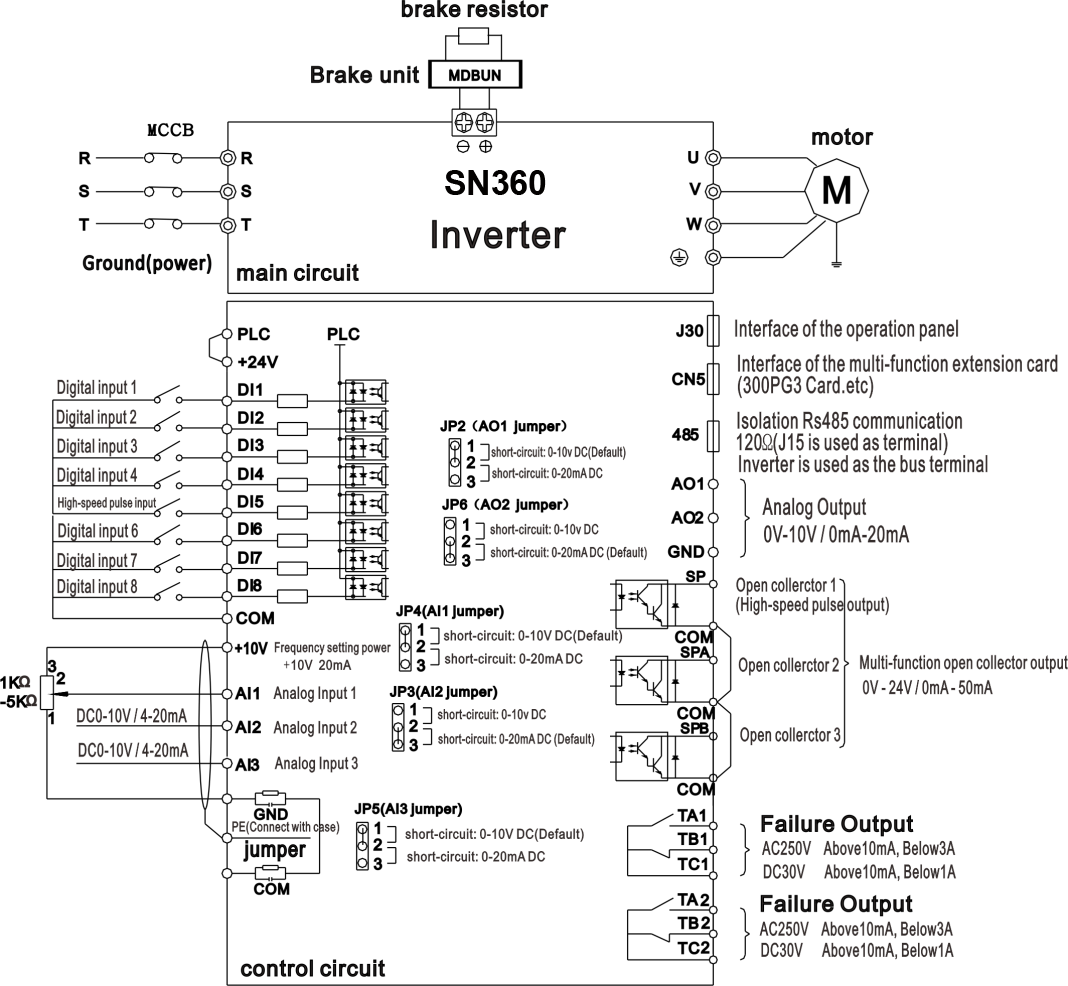 brake resistor
Brake unit
MDBUN
MCCB
R
R
S
S
T
T
Ground(power)
⊖ ⊕
SN360
Inverter
main circuit
U
V
W
motor
M
PLC
+24V
PLC
Digital input 1
DI1
Digital input 2
DI2
Digital input 3
DI3
Digital input 4
DI4
High-speed pulse input
DI5
Digital input 6
DI6
Digital input 7
DI7
Digital input 8
DI8
COM
+10V
Frequency setting power
+10V 20mA
1KΩ
-5KΩ
3
2
1
AI1 Analog Input 1
DC0-10V / 4-20mA
AI2 Analog Input 2
DC0-10V / 4-20mA
AI3 Analog Input 3
GND
PE(Connect with case)
jumper
COM
control circuit
JP2 (AO1 jumper)
1
2
3
short-circuit: 0-10v DC(Default)
short-circuit: 0-20mA DC
JP6 (AO2 jumper)
1
2
3
short-circuit: 0-10v DC
short-circuit: 0-20mA DC (Default)
JP4(AI1 jumper)
1
2
3
short-circuit: 0-10V DC(Default)
short-circuit: 0-20mA DC
JP3(AI2 jumper)
1
2
3
short-circuit: 0-10v DC
short-circuit: 0-20mA DC (Default)
JP5(AI3 jumper)
1
2
3
short-circuit: 0-10V DC(Default)
short-circuit: 0-20mA DC
J30
Interface of the operation panel
CN5
Interface of the multi-function extension card
(300PG3 Card.etc)
485
Isolation Rs485 communication
120Ω(J15 is used as terminal)
Inverter is used as the bus terminal
AO1
AO2
GND
Analog Output
0V-10V / 0mA-20mA
SP
COM
SPA
COM
SPB
COM
Open collerctor 1
(High-speed pulse output)
Open collerctor 2
Open collerctor 3
Multi-function open collector output
0V - 24V / 0mA - 50mA
TA1
TB1
TC1
Failure Output
AC250V Above10mA, Below3A
DC30V Above10mA, Below1A
TA2
TB2
TC2
Failure Output
AC250V Above10mA, Below3A
DC30V Above10mA, Below1A